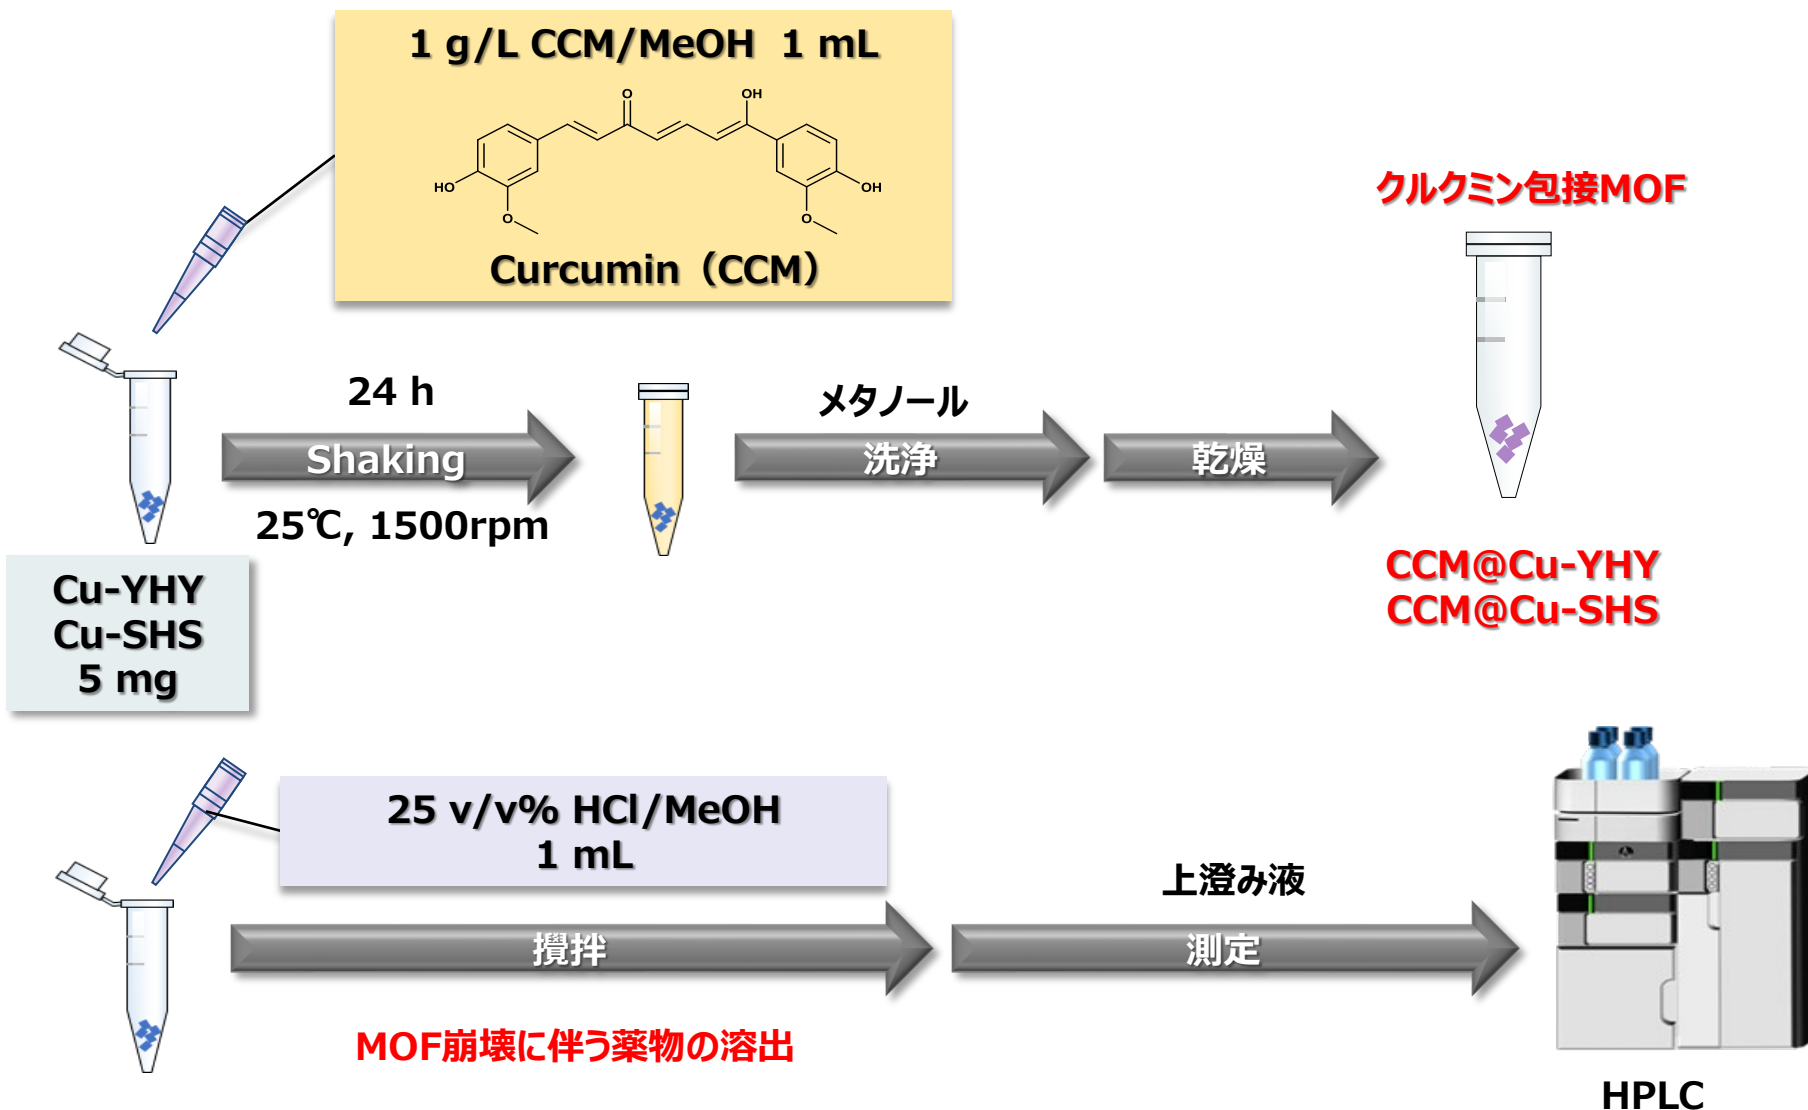 1 g/L CCM/MeOH 1 mL
O
OH
HO
OH
O
O
Curcumin（CCM）
クルクミン包接MOF
24 h
Shaking
25℃, 1500rpm
メタノール
洗浄
乾燥
Cu-YHY
Cu-SHS
5 mg
CCM@Cu-YHY
CCM@Cu-SHS
25 v/v% HCl/MeOH
1 mL
攪拌
MOF崩壊に伴う薬物の溶出
上澄み液
測定
HPLC